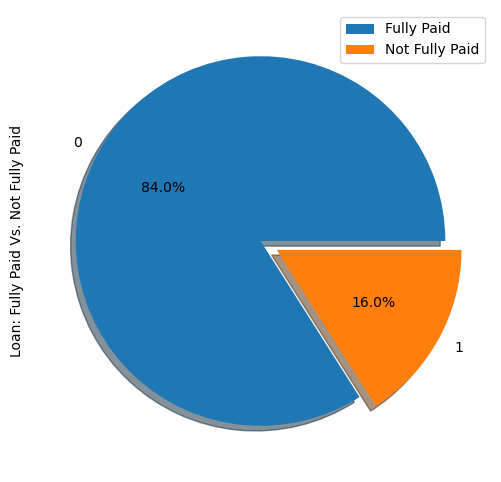 Fully Paid
Not Fully Paid
0
84.0%
Loan: Fully Paid Vs. Not Fully Paid
16.0%
1